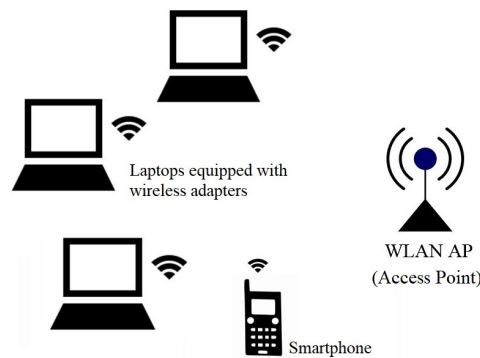 Laptops equipped with
wireless adapters
WLAN AP
(Access Point)
Smartphone